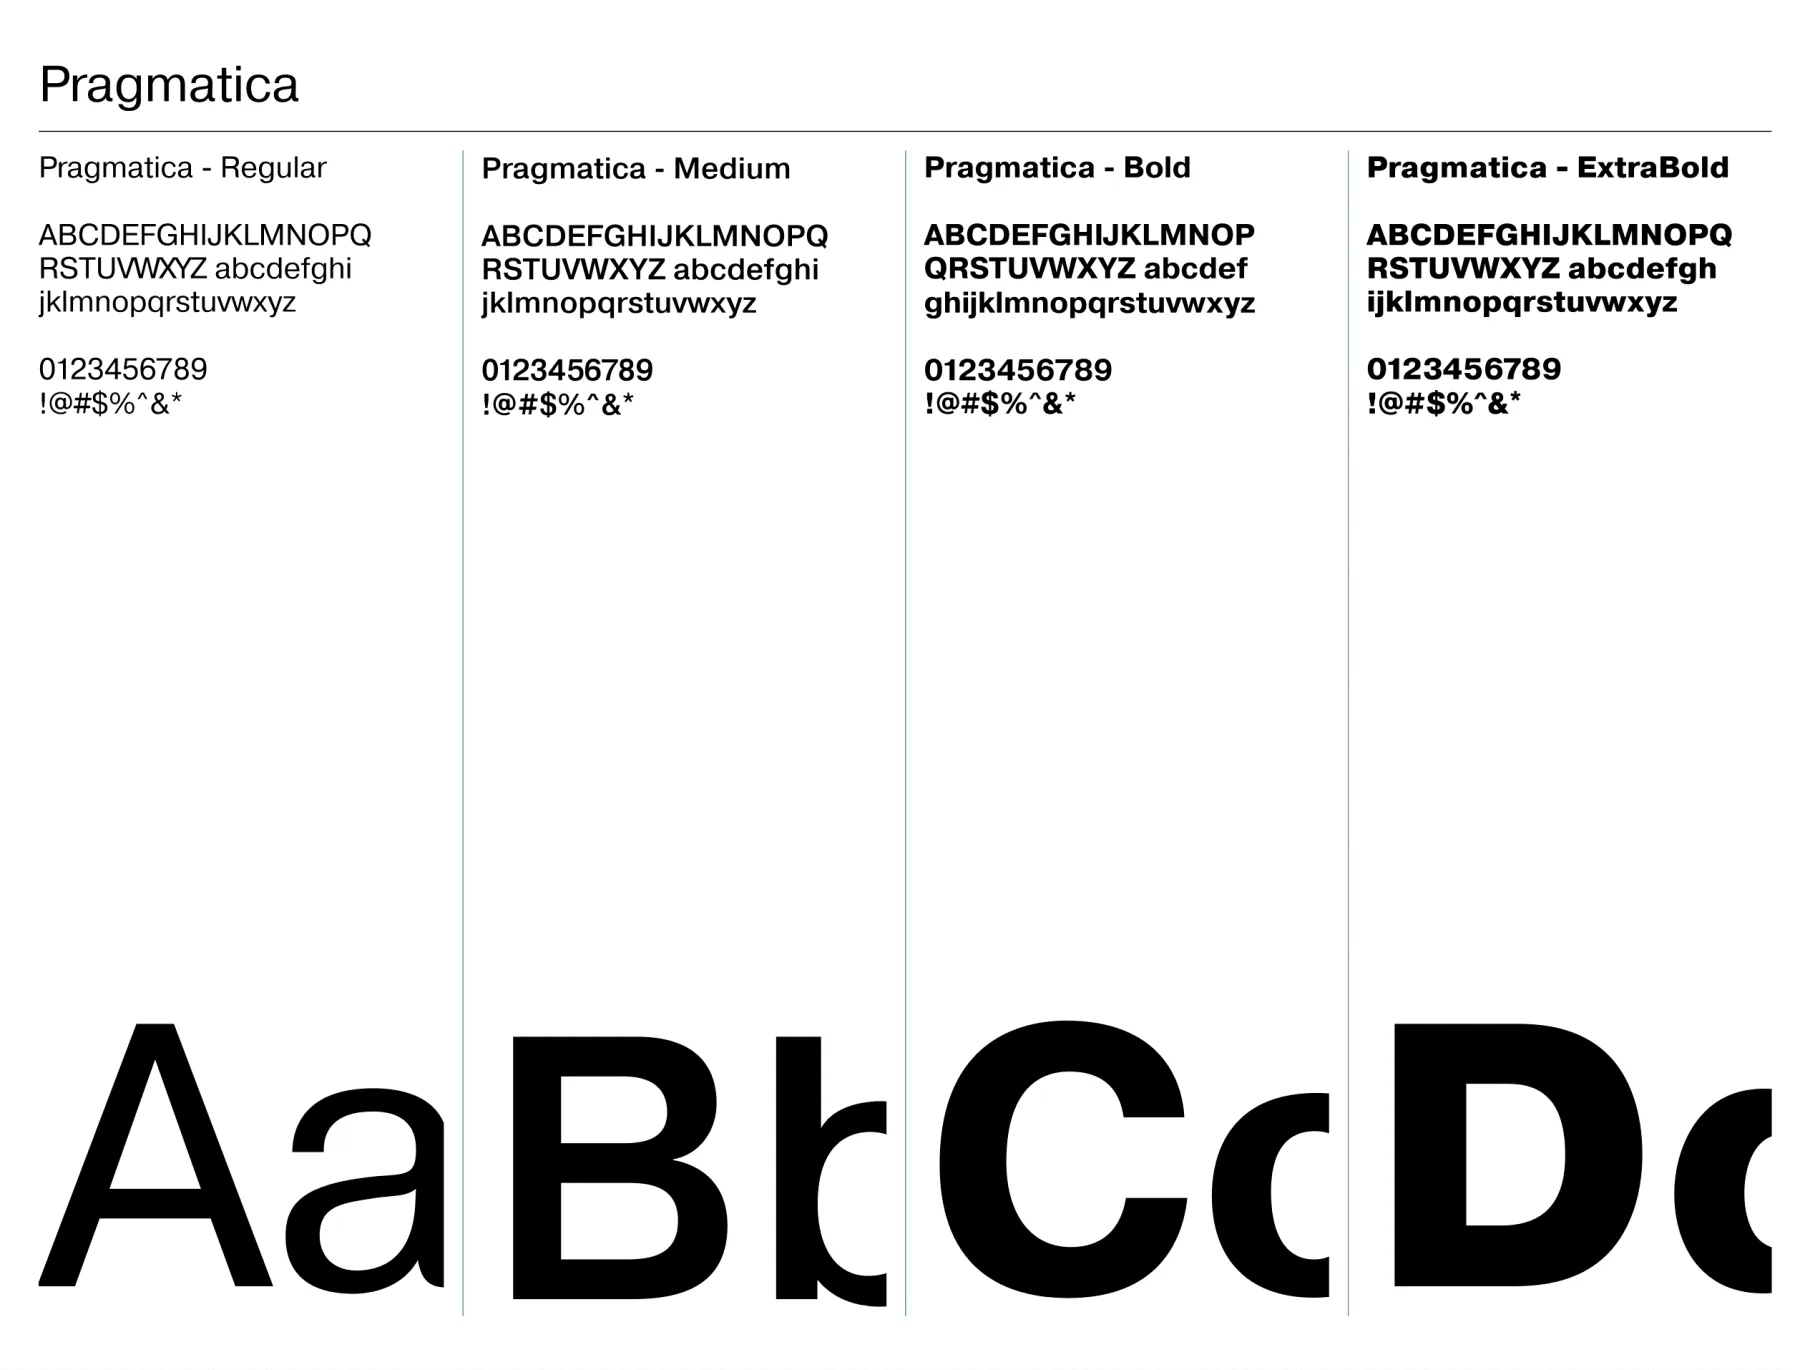 Pragmatica
Pragmatica - Regular
ABCDEFGHIJKLMNOPQ
RSTUVWXYZ abcdefghi
jklmnopqrstuvwxyz
0123456789
!@#$%^&*
Aa
Pragmatica - Medium
ABCDEFGHIJKLMNOPQ
RSTUVWXYZ abcdefghi
jklmnopqrstuvwxyz
0123456789
!@#$%^&*
Bb
Pragmatica - Bold
ABCDEFGHIJKLMNOP
QRSTUVWXYZ abcdef
ghijklmnopqrstuvwxyz
0123456789
!@#$%^&*
Cc
Pragmatica - ExtraBold
ABCDEFGHIJKLMNOPQ
RSTUVWXYZ abcdefgh
ijklmnopqrstuvwxyz
0123456789
!@#$%^&*
Dd